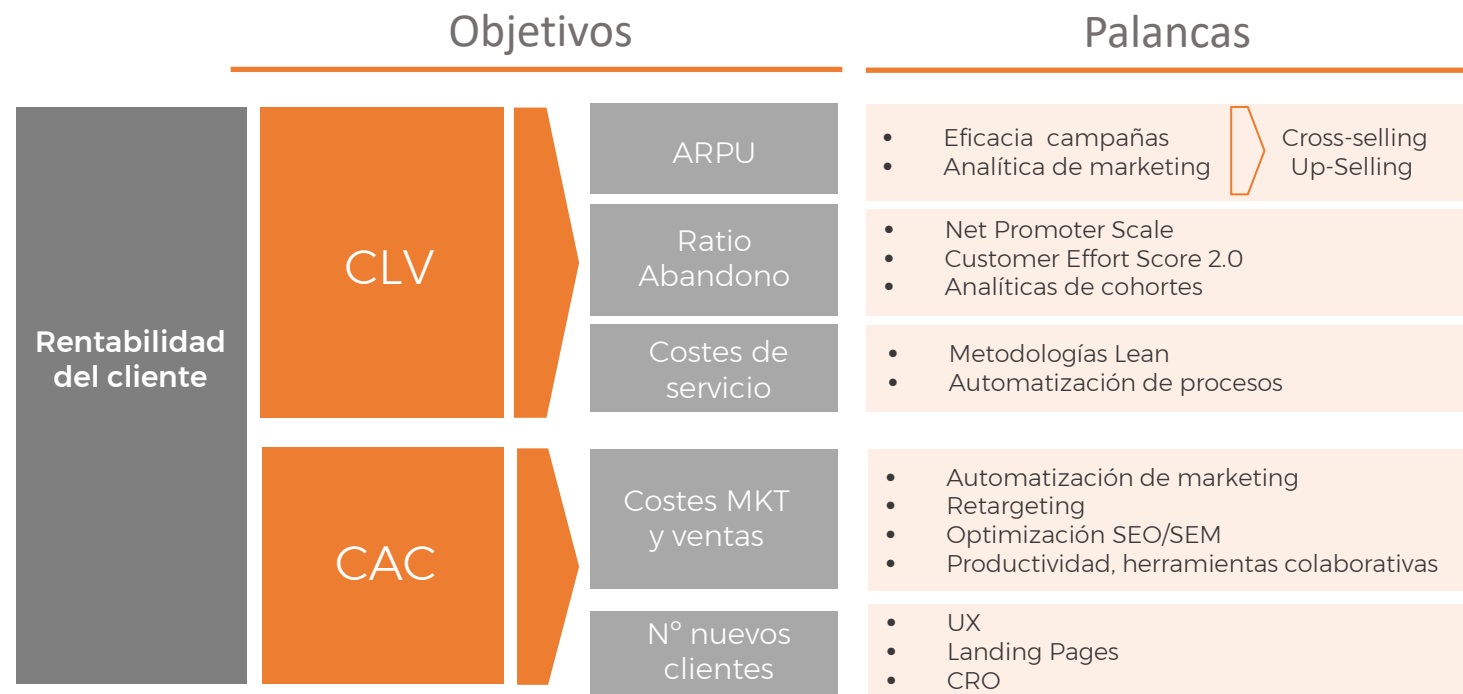 Objetivos
Palancas
Rentabilidad
del cliente
CLV
ARPU
• Eficacia campañas
• Analítica de marketing
Cross-selling
Up-Selling
Ratio
Abandono
• Net Promoter Scale
• Customer Effort Score 2.0
• Analíticas de cohortes
Costes de
servicio
• Metodologías Lean
• Automatización de procesos
CAC
Costes MKT
y ventas
• Automatización de marketing
• Retargeting
• Optimización SEO/SEM
• Productividad, herramientas colaborativas
Nº nuevos
clientes
• UX
• Landing Pages
• CRO